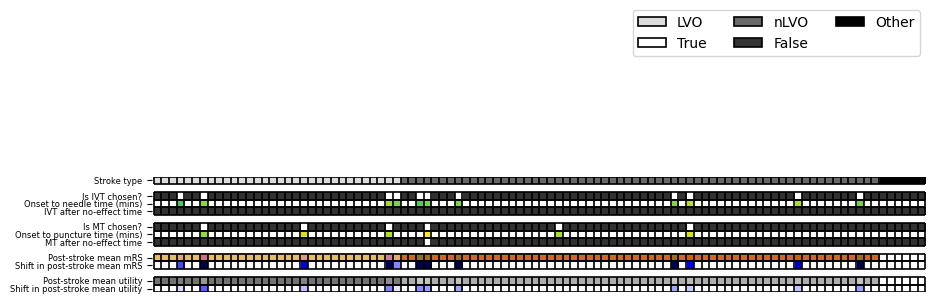 LVO nLVO Other
True False
Stroke type
Is IVT chosen?
Onset to needle time (mins)
IVT after no-effect time
Is MT chosen?
Onset to puncture time (mins)
MT after no-effect time
Post-stroke mean mRS
Shift in post-stroke mean mRS
Post-stroke mean utility
Shift in post-stroke mean utility